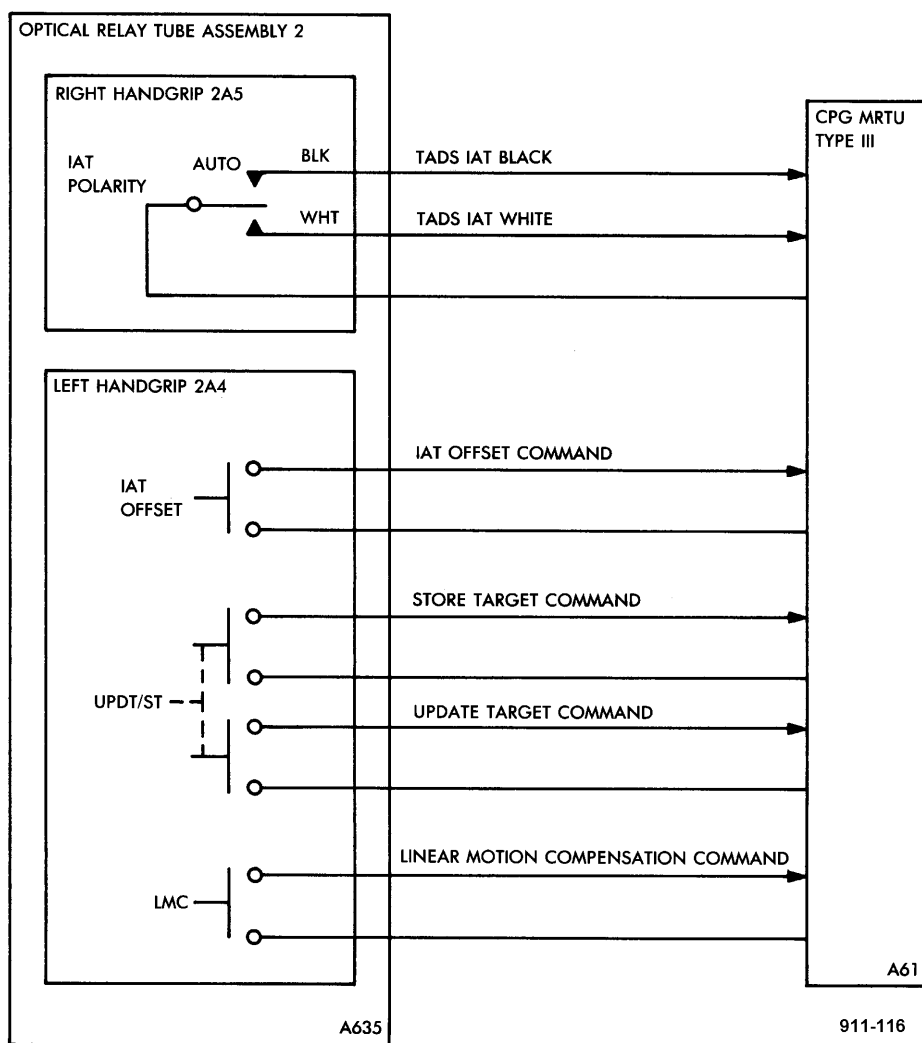 OPTICAL RELAY TUBE ASSEMBLY 2
RIGHT HANDGRIP 2A5
IAT
POLARITY
AUTO
BLK
WHT
TADS IAT BLACK
TADS IAT WHITE
CPG MRTU
TYPE III
LEFT HANDGRIP 2A4
IAT
OFFSET
IAT OFFSET COMMAND
STORE TARGET COMMAND
UPDT/ST
UPDATE TARGET COMMAND
LINEAR MOTION COMPENSATION COMMAND
LMC
A61
A635
911-116